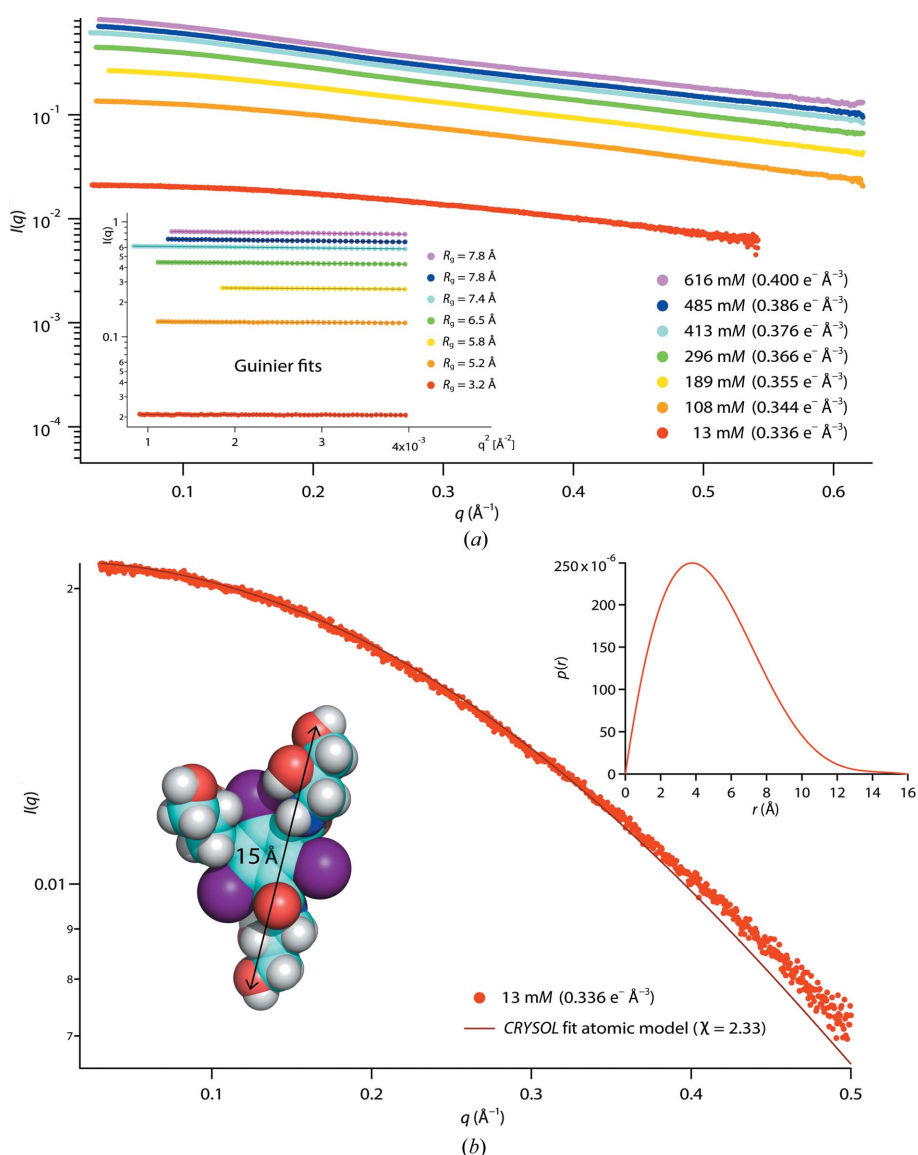 10⁻¹
10⁻²
10⁻³
10⁻⁴
I(q)
I(q)
1
6
5
4
3
2
0.1
6
5
4
3
2
Guinier fits
1
2
3
4x10⁻³
q² [Å⁻²]
R_g = 7.8 Å
R_g = 7.8 Å
R_g = 7.4 Å
R_g = 6.5 Å
R_g = 5.8 Å
R_g = 5.2 Å
R_g = 3.2 Å
616 mM (0.400 e⁻ Å⁻³)
485 mM (0.386 e⁻ Å⁻³)
413 mM (0.376 e⁻ Å⁻³)
296 mM (0.366 e⁻ Å⁻³)
189 mM (0.355 e⁻ Å⁻³)
108 mM (0.344 e⁻ Å⁻³)
13 mM (0.336 e⁻ Å⁻³)
0.1 0.2 0.3 0.4 0.5 0.6
q (Å⁻¹)
(a)
2
0.01
9
8
7
I(q)
15 Å
250 x 10⁻⁶
200
150
100
50
0
p(r)
0 2 4 6 8 10 12 14 16
r (Å)
13 mM (0.336 e⁻ Å⁻³)
CRYSOL fit atomic model (χ = 2.33)
0.1 0.2 0.3 0.4 0.5
q (Å⁻¹)
(b)